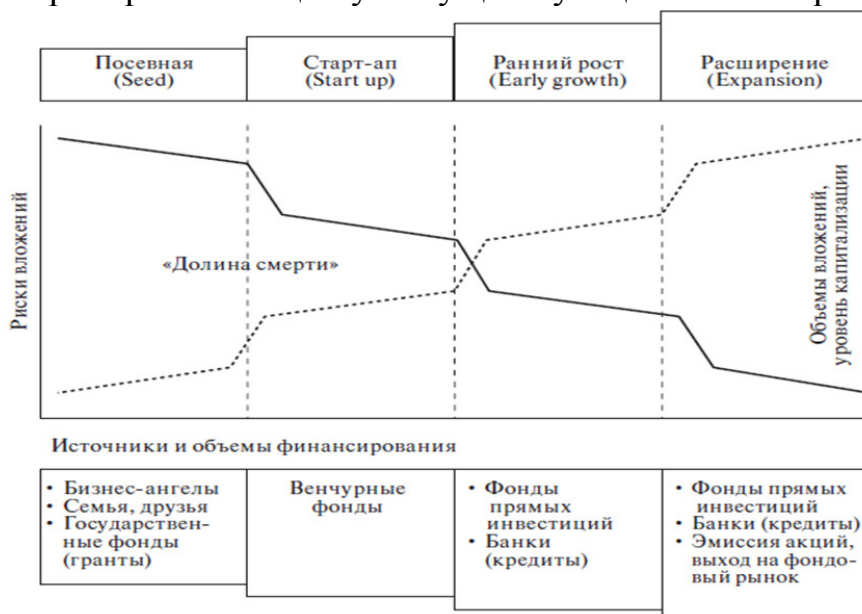 Посевная
(Seed)
Старт-ап
(Start up)
Ранний рост
(Early growth)
Расширение
(Expansion)
Риски вложений
«Долина смерти»
Объемы вложений,
уровень капитализации
Источники и объемы финансирования
• Бизнес-ангелы
• Семья, друзья
• Государствен-
ные фонды
(гранты)
Венчурные
фонды
• Фонды
прямых
инвестиций
• Банки
(кредиты)
• Фонды прямых
инвестиций
• Банки (кредиты)
• Эмиссия акций,
выход на фондо-
вый рынок